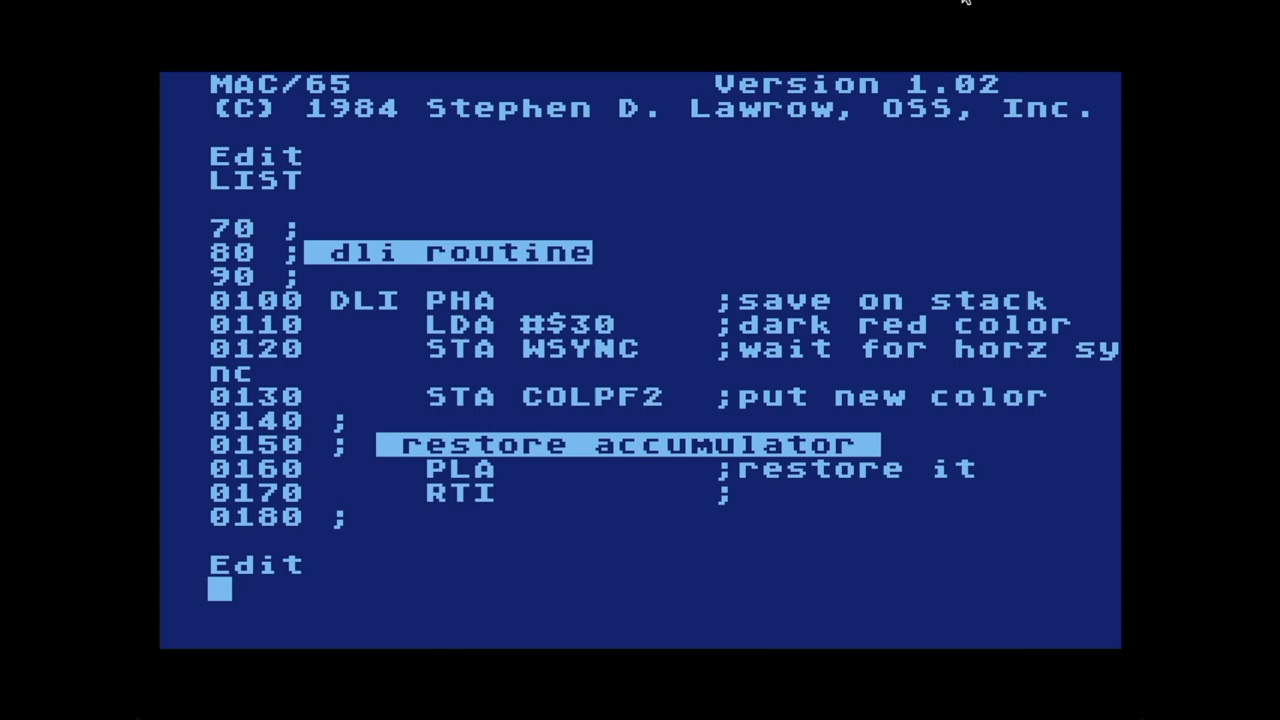 MAC/65 Version 1.02
(C) 1984 Stephen D. Lawrow, OSS, Inc.
Edit
LIST
70 ;
80 ; dli routine
90 ;
0100 DLI PHA ;save on stack
0110 LDA #$30 ;dark red color
0120 STA WSYNC ;wait for horz sy
nc
0130 STA COLPF2 ;put new color
0140 ;
0150 ; restore accumulator
0160 PLA ;restore it
0170 RTI ;
0180 ;
Edit